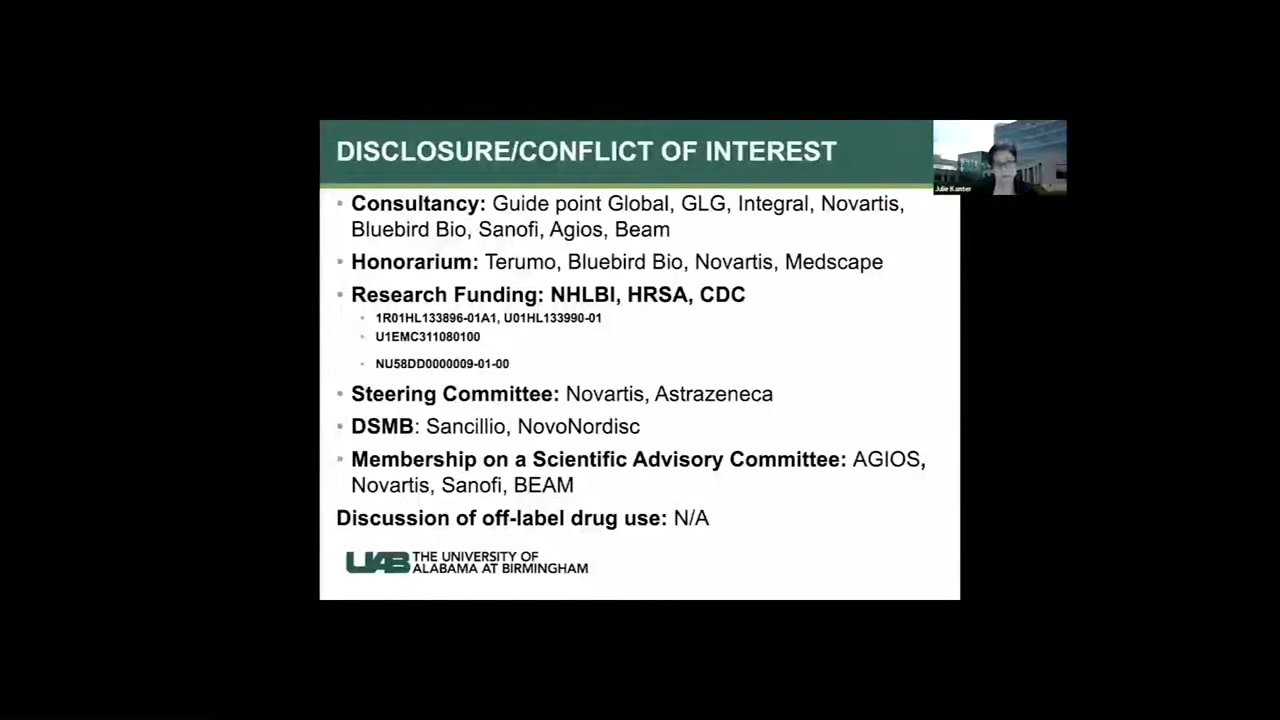 DISCLOSURE/CONFLICT OF INTEREST
Julie Kanter
Consultancy: Guide point Global, GLG, Integral, Novartis,
Bluebird Bio, Sanofi, Agios, Beam
Honorarium: Terumo, Bluebird Bio, Novartis, Medscape
Research Funding: NHLBI, HRSA, CDC
1R01HL133896-01A1, U01HL133990-01
U1EMC311080100
NU58DD0000009-01-00
Steering Committee: Novartis, Astrazeneca
DSMB: Sancillio, NovoNordisc
Membership on a Scientific Advisory Committee: AGIOS,
Novartis, Sanofi, BEAM
Discussion of off-label drug use: N/A
UAB THE UNIVERSITY OF
ALABAMA AT BIRMINGHAM